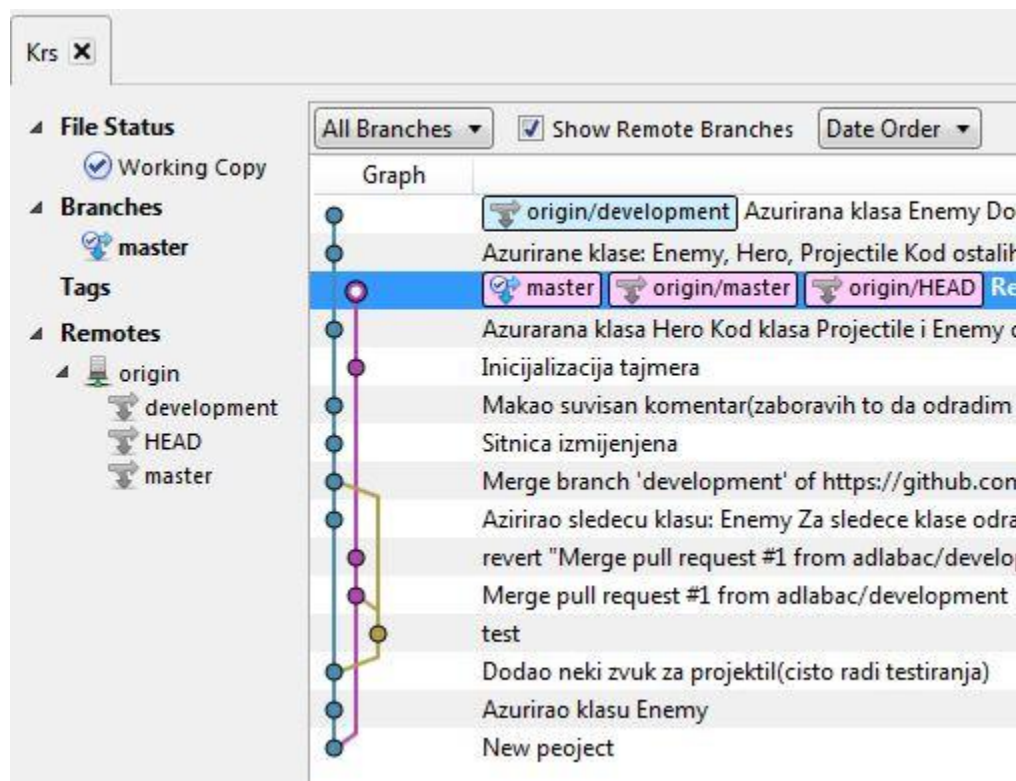 Krs
File Status
Working Copy
Branches
master
Tags
Remotes
origin
development
HEAD
master
All Branches Show Remote Branches Date Order
Graph
origin/development Azurirana klasa Enemy Do
Azurirane klase: Enemy, Hero, Projectile Kod ostalih
master origin/master origin/HEAD Re
Azurarana klasa Hero Kod klasa Projectile i Enemy
Inicijalizacija tajmera
Makao suvisan komentar(zaboravih to da odradim
Sitnica izmijenjena
Merge branch 'development' of https://github.com
Azirirao sledecu klasu: Enemy Za sledece klase odra
revert "Merge pull request #1 from adlabac/develop
Merge pull request #1 from adlabac/development
test
Dodao neki zvuk za projektil(cisto radi testiranja)
Azurirao klasu Enemy
New peoject